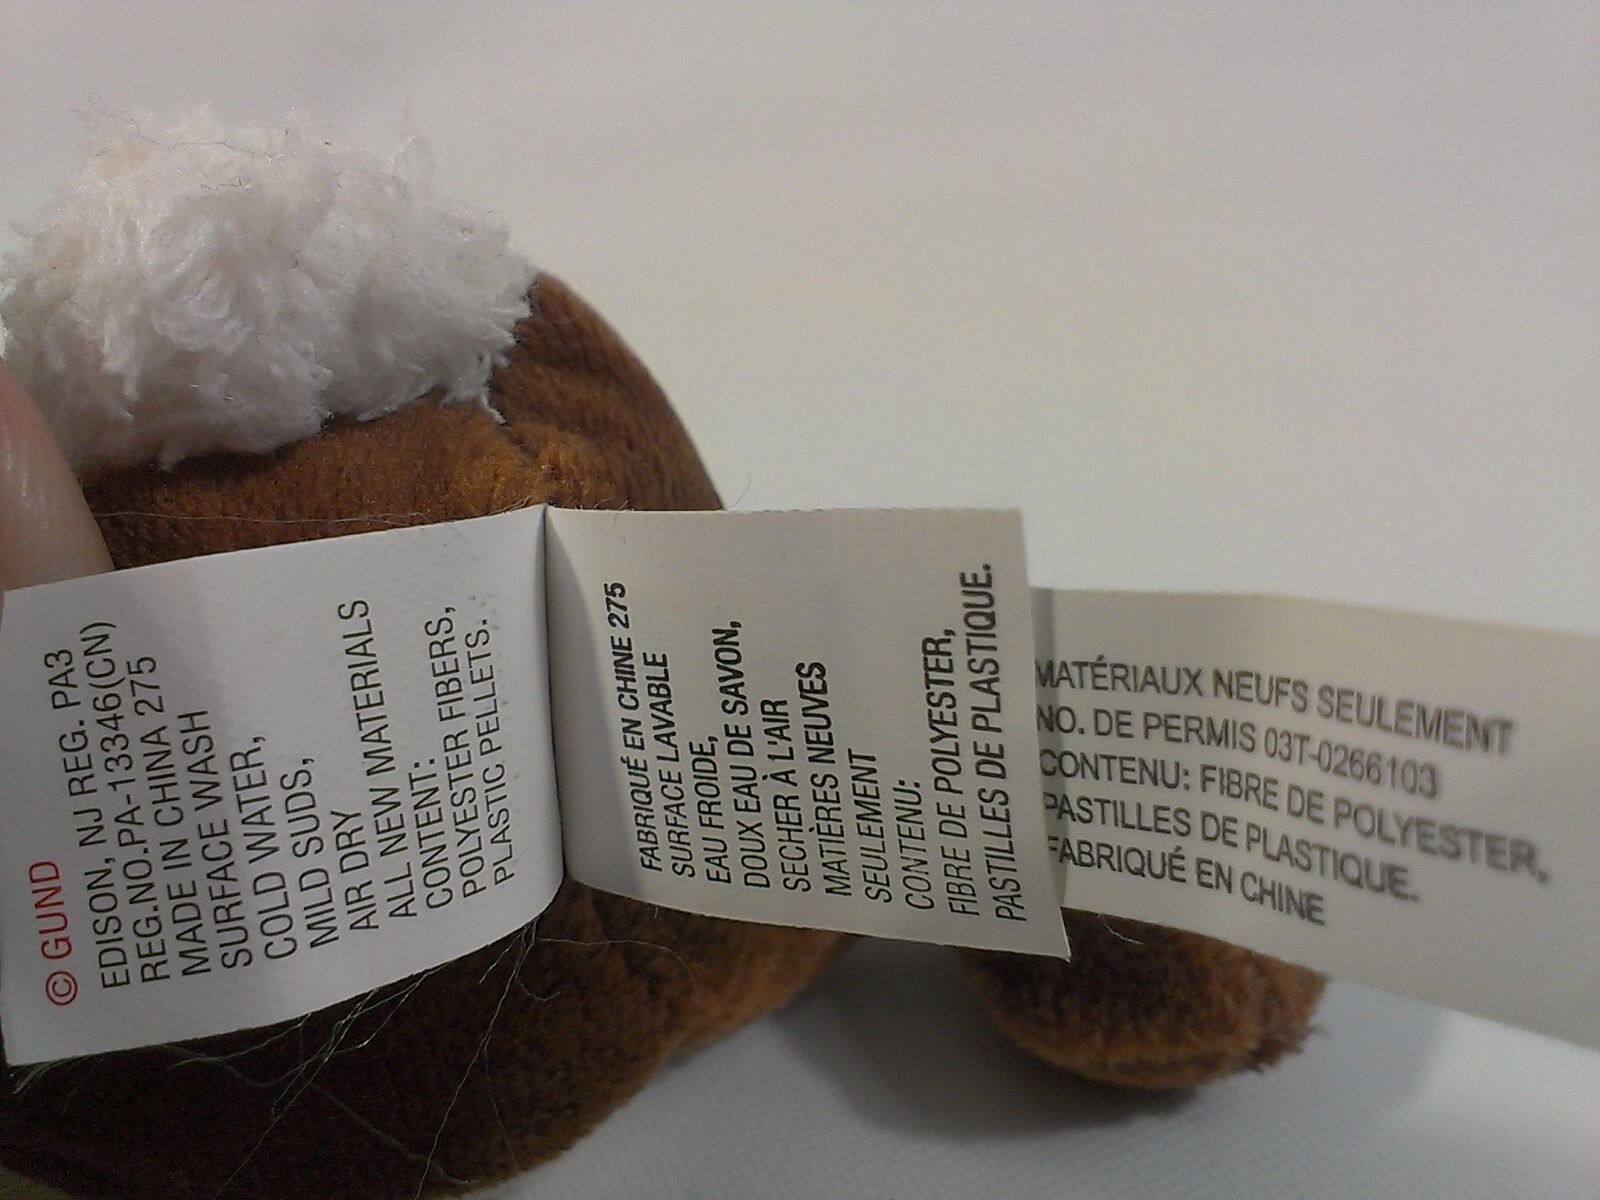 © GUND
EDISON, NJ REG. PA3
REG.NO.PA-13346(CN)
MADE IN CHINA 275
SURFACE WASH
COLD WATER,
MILD SUDS,
AIR DRY
ALL NEW MATERIALS
CONTENT:
POLYESTER FIBERS,
PLASTIC PELLETS.
FABRIQUÉ EN CHINE 275
SURFACE LAVABLE
EAU FROIDE,
DOUX EAU DE SAVON,
SECHER À L'AIR
MATIÈRES NEUVES
SEULEMENT
CONTENU:
FIBRE DE POLYESTER,
PASTILLES DE PLASTIQUE.
MATÉRIAUX NEUFS SEULEMENT
NO. DE PERMIS 03T-0266103
CONTENU: FIBRE DE POLYESTER,
PASTILLES DE PLASTIQUE.
FABRIQUÉ EN CHINE